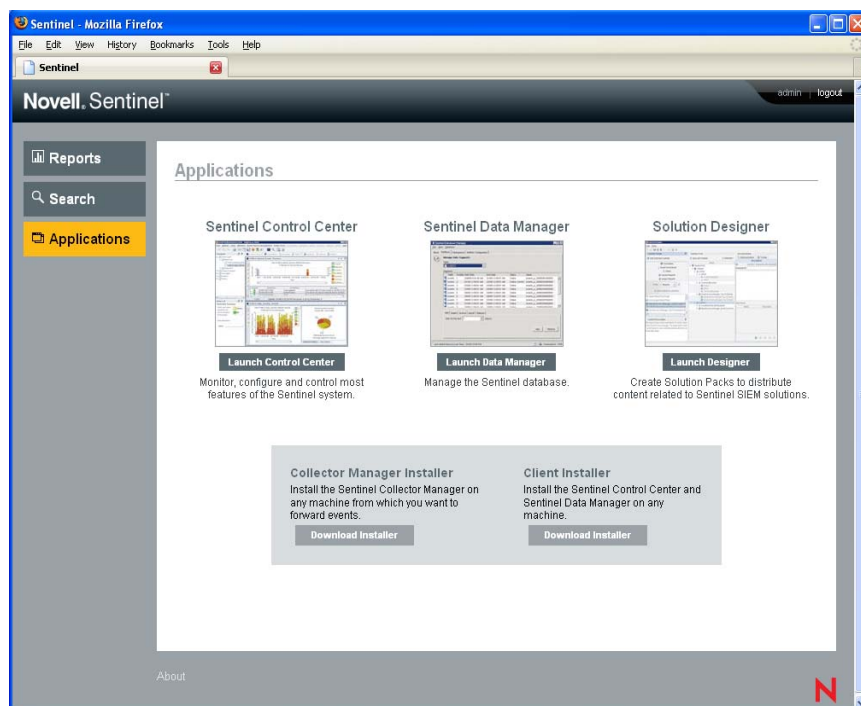 Sentinel - Mozilla Firefox
File Edit View History Bookmarks Tools Help
Sentinel
Novell. Sentinel™
admin logout
Reports
Search
Applications
Applications
Sentinel Control Center
Launch Control Center
Monitor, configure and control most
features of the Sentinel system.
Sentinel Data Manager
Launch Data Manager
Manage the Sentinel database.
Solution Designer
Launch Designer
Create Solution Packs to distribute
content related to Sentinel SIEM solutions.
Collector Manager Installer
Install the Sentinel Collector Manager on
any machine from which you want to
forward events.
Download Installer
Client Installer
Install the Sentinel Control Center and
Sentinel Data Manager on any
machine.
Download Installer
About
N